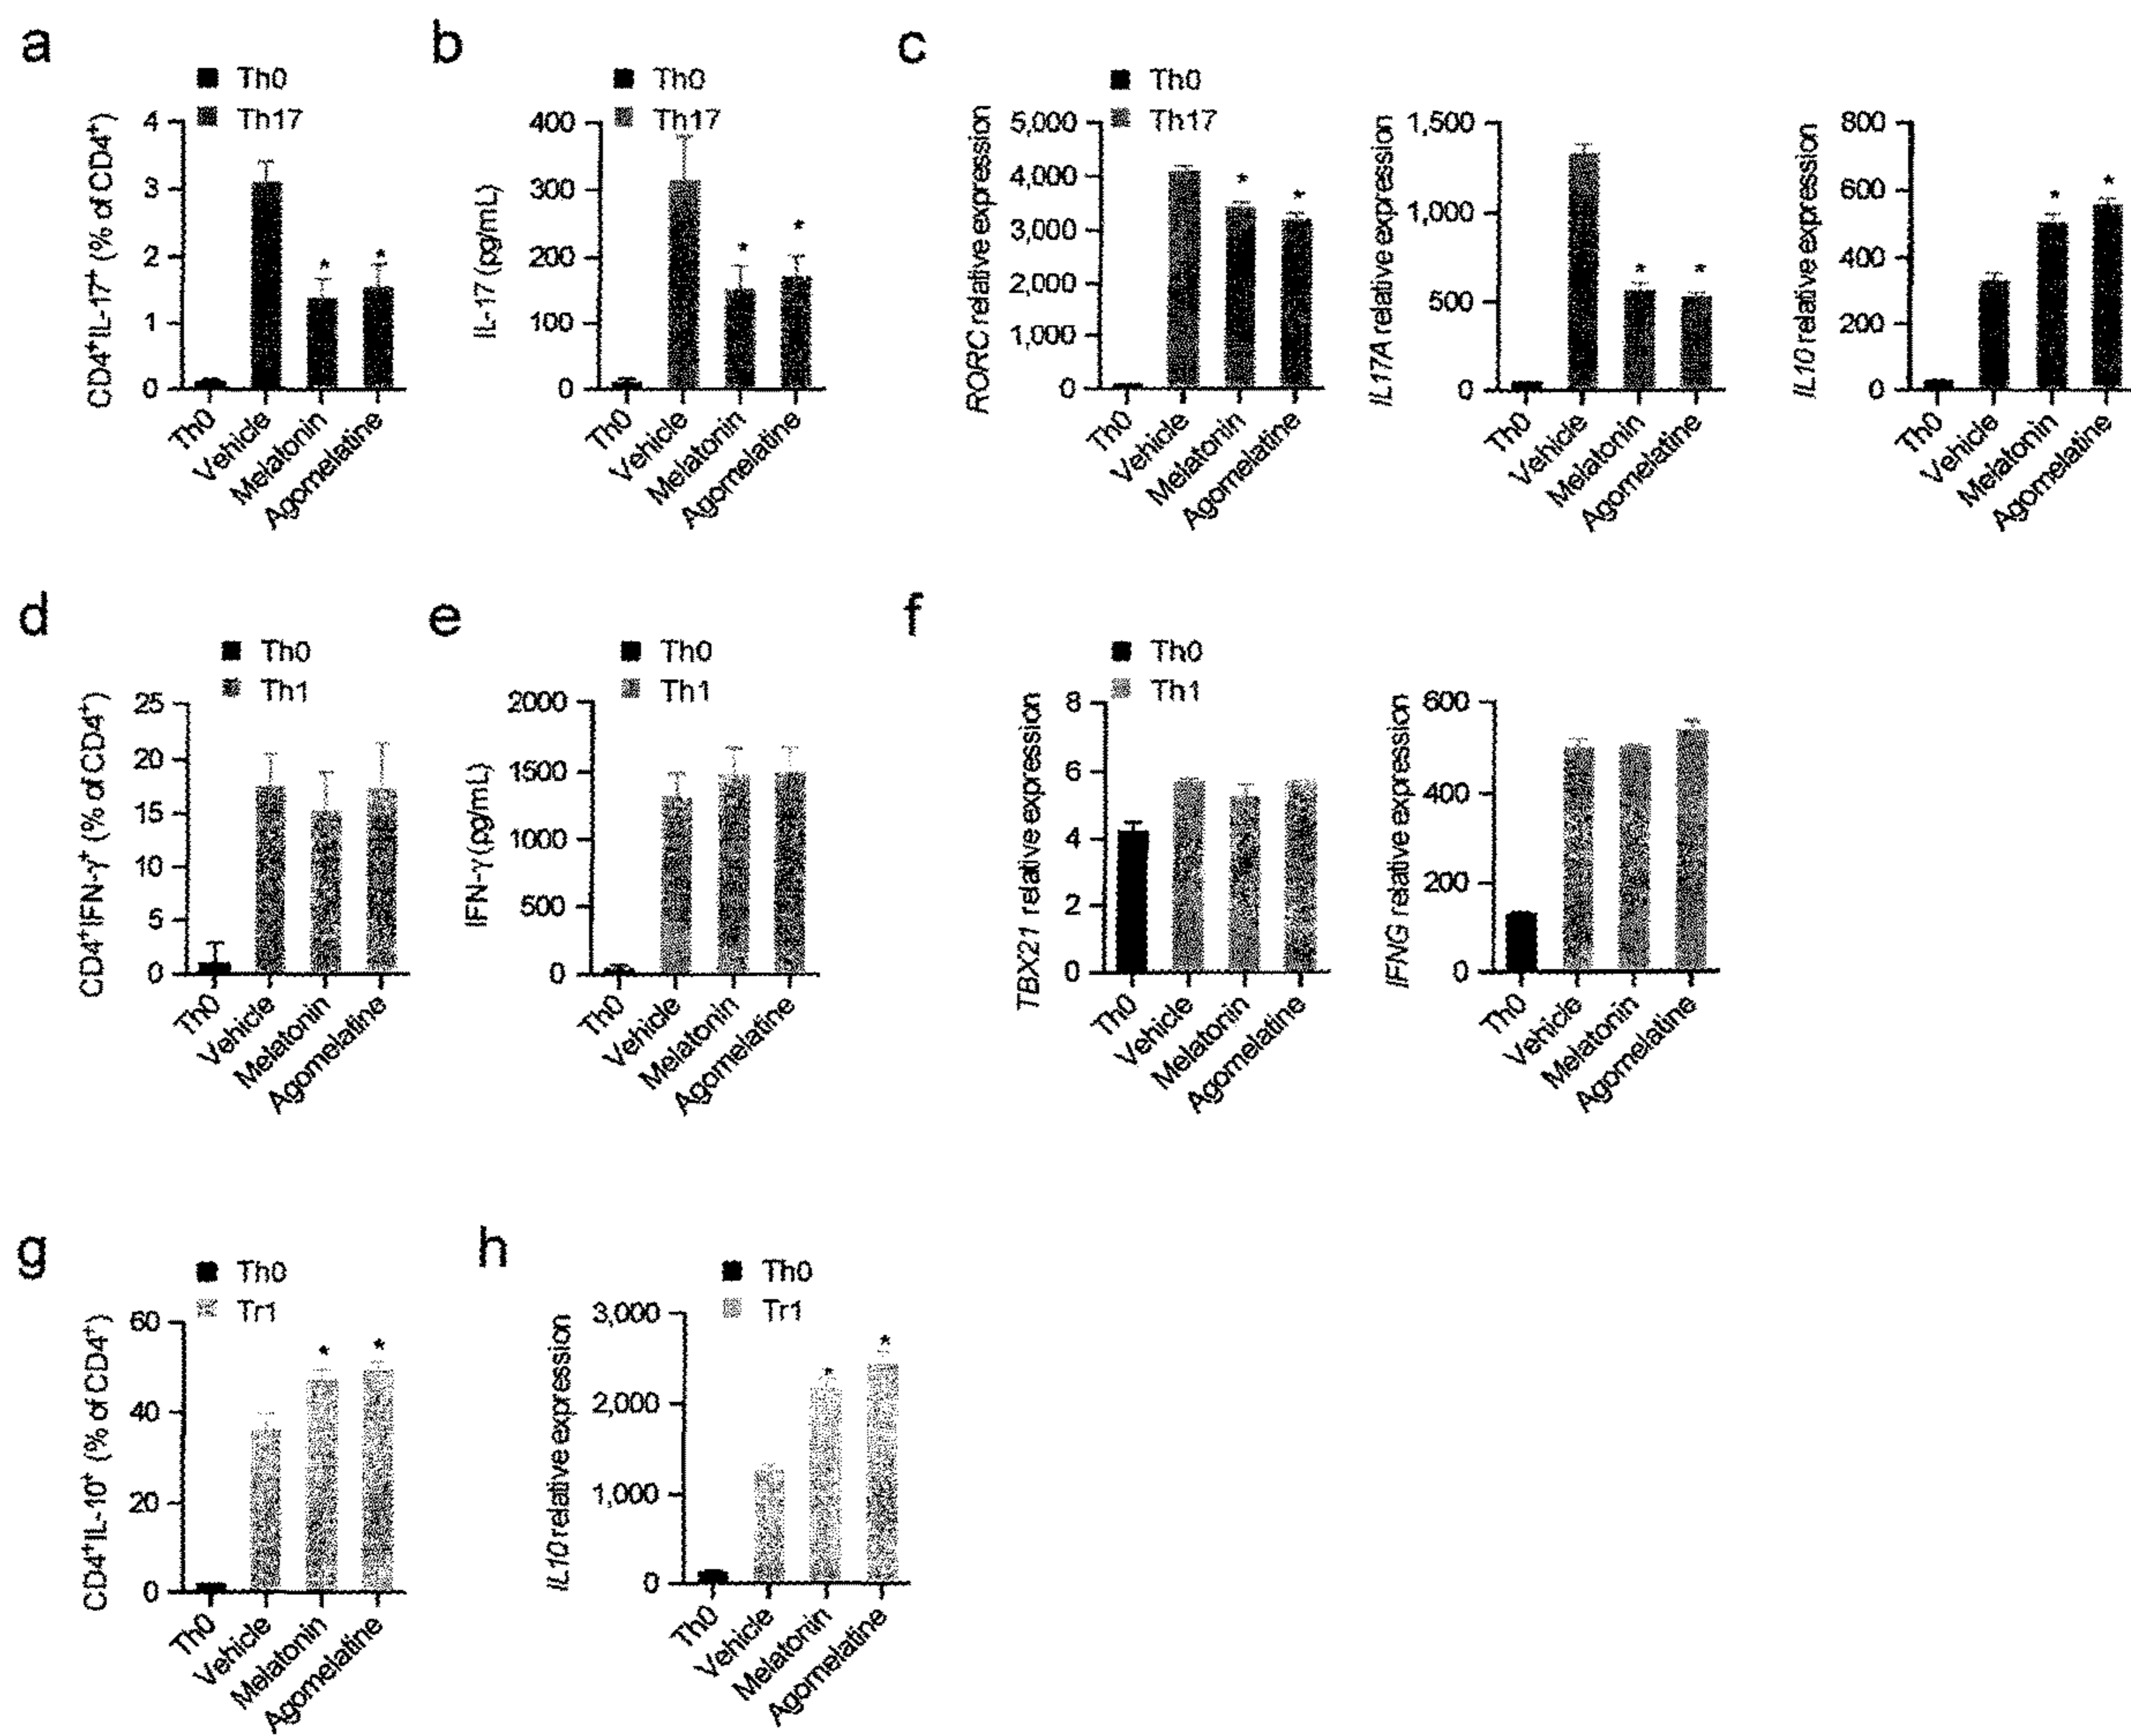 a
Th0
Th17
CD4⁺IL-17⁺ (% of CD4⁺)
4
3
2
1
0
*
*
Th0
Vehicle
Melatonin
Agomelatine
b
Th0
Th17
IL-17 (pg/mL)
400
300
200
100
0
*
*
Th0
Vehicle
Melatonin
Agomelatine
c
Th0
Th17
RORC relative expression
5,000
4,000
3,000
2,000
1,000
0
*
*
Th0
Vehicle
Melatonin
Agomelatine
IL17A relative expression
1,500
1,000
500
0
*
*
Th0
Vehicle
Melatonin
Agomelatine
IL10 relative expression
800
600
400
200
0
*
*
Th0
Vehicle
Melatonin
Agomelatine
d
Th0
Th1
CD4⁺IFN-γ⁺ (% of CD4⁺)
25
20
15
10
5
0
Th0
Vehicle
Melatonin
Agomelatine
e
Th0
Th1
IFN-γ (pg/mL)
2000
1500
1000
500
0
Th0
Vehicle
Melatonin
Agomelatine
f
Th0
Th1
TBX21 relative expression
8
6
4
2
0
Th0
Vehicle
Melatonin
Agomelatine
IFNG relative expression
600
400
200
0
Th0
Vehicle
Melatonin
Agomelatine
g
Th0
Tr1
CD4⁺IL-10⁺ (% of CD4⁺)
60
40
20
0
*
*
Th0
Vehicle
Melatonin
Agomelatine
h
Th0
Tr1
IL10 relative expression
3,000
2,000
1,000
0
*
*
Th0
Vehicle
Melatonin
Agomelatine